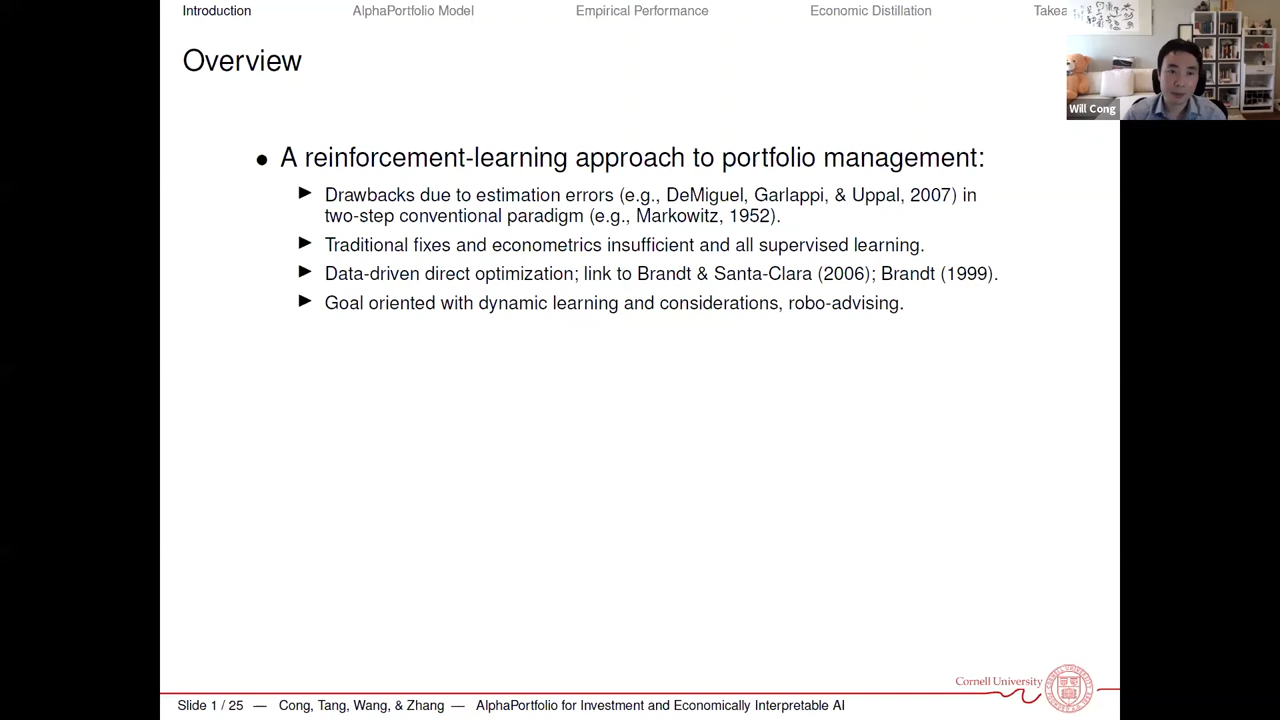 Introduction
AlphaPortfolio Model
Empirical Performance
Economic Distillation
Takea
Overview
Will Cong
• A reinforcement-learning approach to portfolio management:
▶ Drawbacks due to estimation errors (e.g., DeMiguel, Garlappi, & Uppal, 2007) in
two-step conventional paradigm (e.g., Markowitz, 1952).
▶ Traditional fixes and econometrics insufficient and all supervised learning.
▶ Data-driven direct optimization; link to Brandt & Santa-Clara (2006); Brandt (1999).
▶ Goal oriented with dynamic learning and considerations, robo-advising.
Cornell University
Slide 1 / 25 — Cong, Tang, Wang, & Zhang — AlphaPortfolio for Investment and Economically Interpretable AI